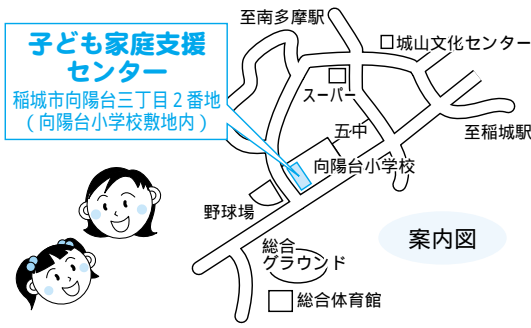 至南多摩駅
子ども家庭支援
センター
稲城市向陽台三丁目2番地
(向陽台小学校敷地内)
城山文化センター
スーパー
五中
至稲城駅
向陽台小学校
野球場
案内図
総合
グラウンド
総合体育館